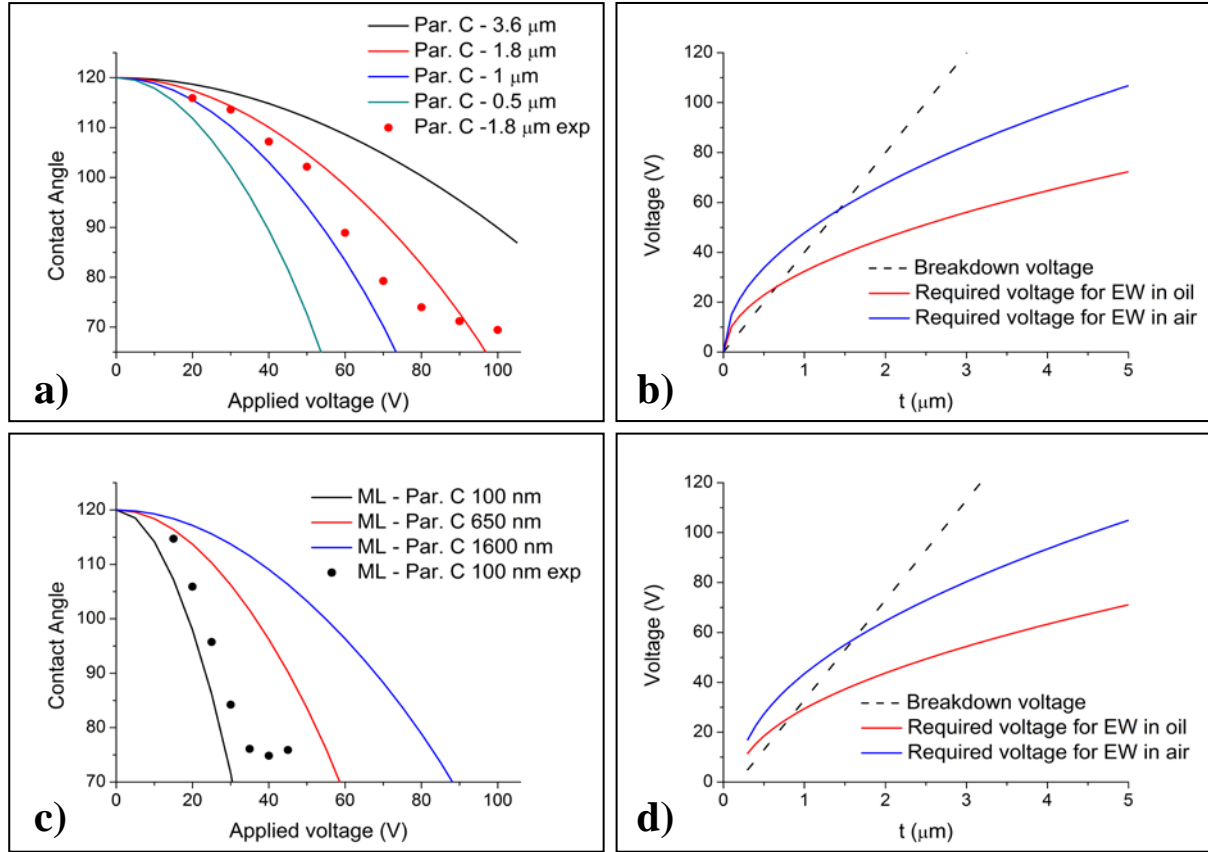 Par. C - 3.6 μm
Par. C - 1.8 μm
Par. C - 1 μm
Par. C - 0.5 μm
Par. C -1.8 μm exp
120
110
100
90
80
70
Contact Angle
0 20 40 60 80 100
Applied voltage (V)
a)
120
100
80
60
40
20
0
Voltage (V)
Breakdown voltage
Required voltage for EW in oil
Required voltage for EW in air
0 1 2 3 4 5
t (μm)
b)
ML - Par. C 100 nm
ML - Par. C 650 nm
ML - Par. C 1600 nm
ML - Par. C 100 nm exp
120
110
100
90
80
70
Contact Angle
0 20 40 60 80 100
Applied voltage (V)
c)
120
100
80
60
40
20
0
Voltage (V)
Breakdown voltage
Required voltage for EW in oil
Required voltage for EW in air
0 1 2 3 4 5
t (μm)
d)